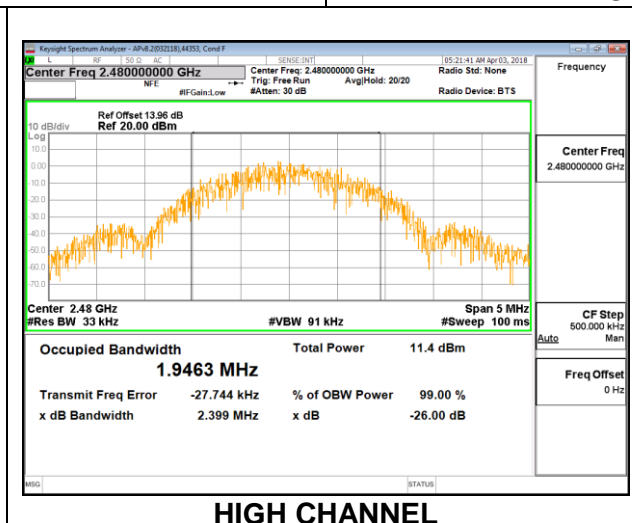 Keysight Spectrum Analyzer - APv8.2(032118),44353, Cond F
L RF 50 Ω AC SENSE:INT 05:21:41 AM Apr 03, 2018
Center Freq 2.480000000 GHz
NFE
#IFGain:Low
Center Freq: 2.480000000 GHz
Trig: Free Run Avg|Hold: 20/20
#Atten: 30 dB
Radio Std: None
Radio Device: BTS
Frequency
Ref Offset 13.96 dB
10 dB/div Ref 20.00 dBm
Log
10.0
0.00
-10.0
-20.0
-30.0
-40.0
-50.0
-60.0
-70.0
Center Freq
2.480000000 GHz
Center 2.48 GHz Span 5 MHz
#Res BW 33 kHz #VBW 91 kHz #Sweep 100 ms
CF Step
500.000 kHz
Auto Man
Occupied Bandwidth Total Power 11.4 dBm
1.9463 MHz
Transmit Freq Error -27.744 kHz % of OBW Power 99.00 %
x dB Bandwidth 2.399 MHz x dB -26.00 dB
Freq Offset
0 Hz
MSG STATUS
HIGH CHANNEL